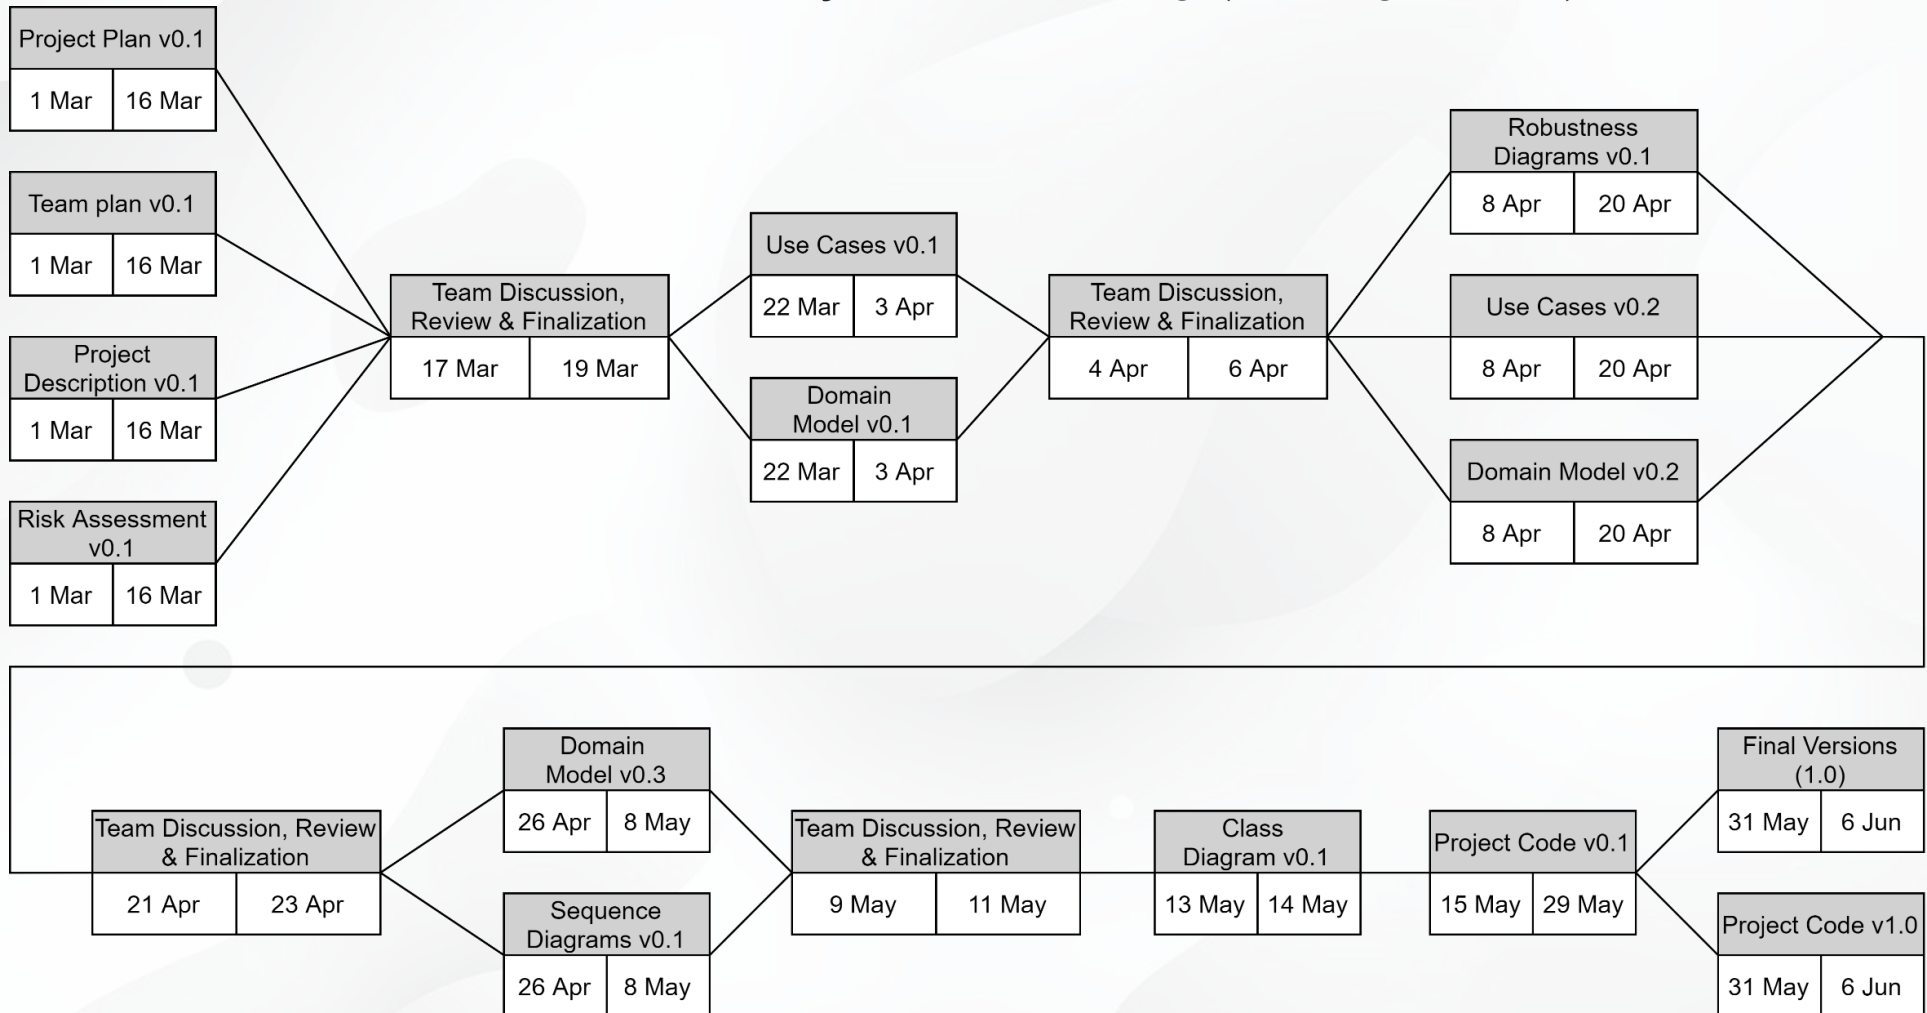 Project Plan v0.1
1 Mar 16 Mar
Team plan v0.1
1 Mar 16 Mar
Project
Description v0.1
1 Mar 16 Mar
Risk Assessment
v0.1
1 Mar 16 Mar
Team Discussion,
Review & Finalization
17 Mar 19 Mar
Use Cases v0.1
22 Mar 3 Apr
Domain
Model v0.1
22 Mar 3 Apr
Team Discussion,
Review & Finalization
4 Apr 6 Apr
Robustness
Diagrams v0.1
8 Apr 20 Apr
Use Cases v0.2
8 Apr 20 Apr
Domain Model v0.2
8 Apr 20 Apr
Team Discussion, Review
& Finalization
21 Apr 23 Apr
Domain
Model v0.3
26 Apr 8 May
Sequence
Diagrams v0.1
26 Apr 8 May
Team Discussion, Review
& Finalization
9 May 11 May
Class
Diagram v0.1
13 May 14 May
Project Code v0.1
15 May 29 May
Final Versions
(1.0)
31 May 6 Jun
Project Code v1.0
31 May 6 Jun